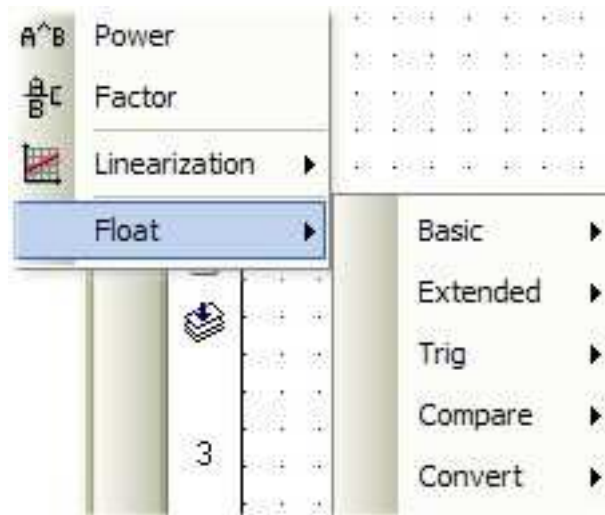 A^B Power
A/B C Factor
Linearization
Float
Basic
Extended
Trig
Compare
Convert
3